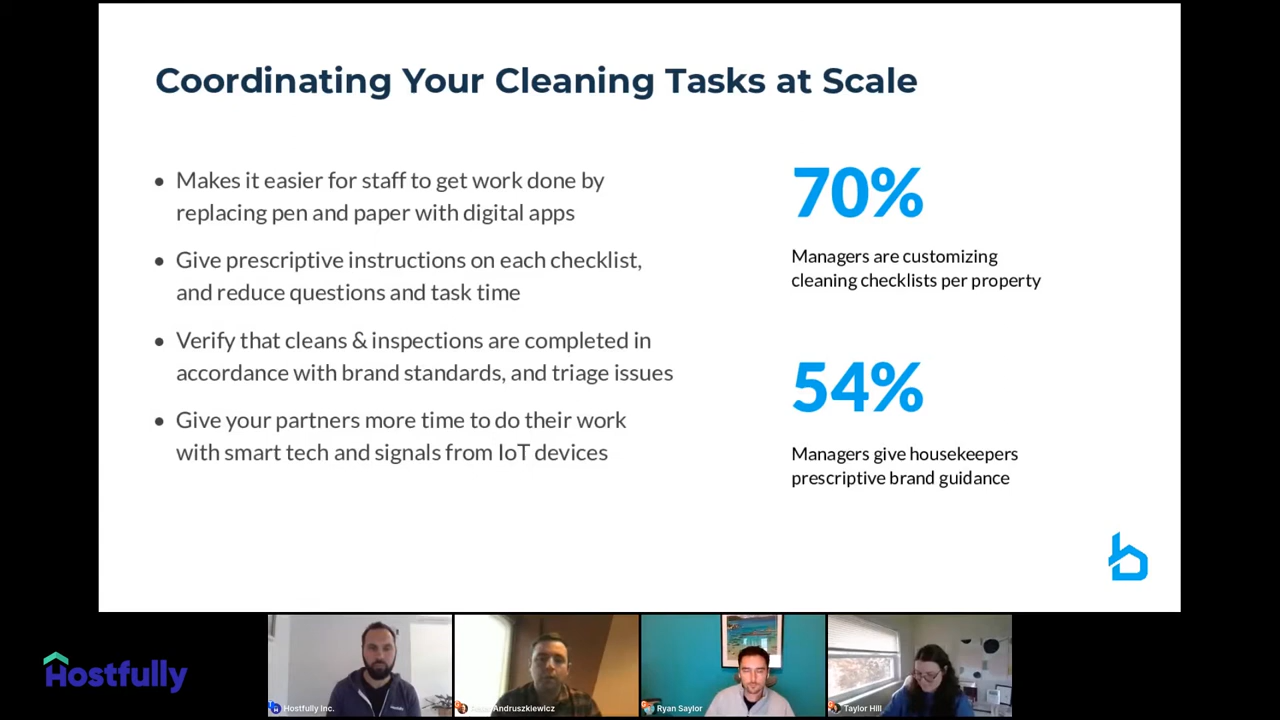 Coordinating Your Cleaning Tasks at Scale
• Makes it easier for staff to get work done by
replacing pen and paper with digital apps
• Give prescriptive instructions on each checklist,
and reduce questions and task time
• Verify that cleans & inspections are completed in
accordance with brand standards, and triage issues
• Give your partners more time to do their work
with smart tech and signals from IoT devices
70%
Managers are customizing
cleaning checklists per property
54%
Managers give housekeepers
prescriptive brand guidance
Hostfully
Hostfully Inc.
Andruszkiewicz
Ryan Saylor
Taylor Hill